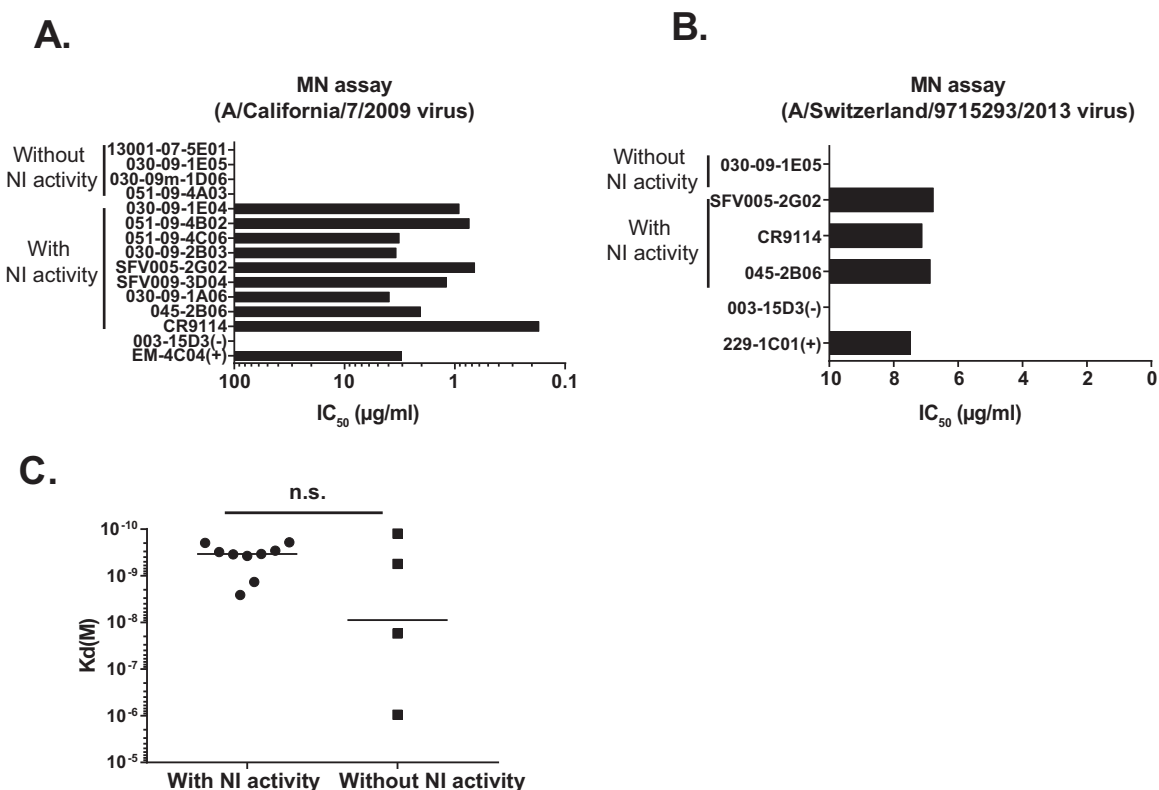 A.
MN assay
(A/California/7/2009 virus)
Without
NI activity
13001-07-5E01
030-09-1E05
030-09m-1D06
051-09-4A03
With
NI activity
030-09-1E04
051-09-4B02
051-09-4C06
030-09-2B03
SFV005-2G02
SFV009-3D04
030-09-1A06
045-2B06
CR9114
003-15D3(-)
EM-4C04(+)
100 10 1 0.1
IC50 (µg/ml)
B.
MN assay
(A/Switzerland/9715293/2013 virus)
Without
NI activity
030-09-1E05
With
NI activity
SFV005-2G02
CR9114
045-2B06
003-15D3(-)
229-1C01(+)
10 8 6 4 2 0
IC50 (µg/ml)
C.
n.s.
Kd(M)
10-10
10-9
10-8
10-7
10-6
10-5
With NI activity Without NI activity